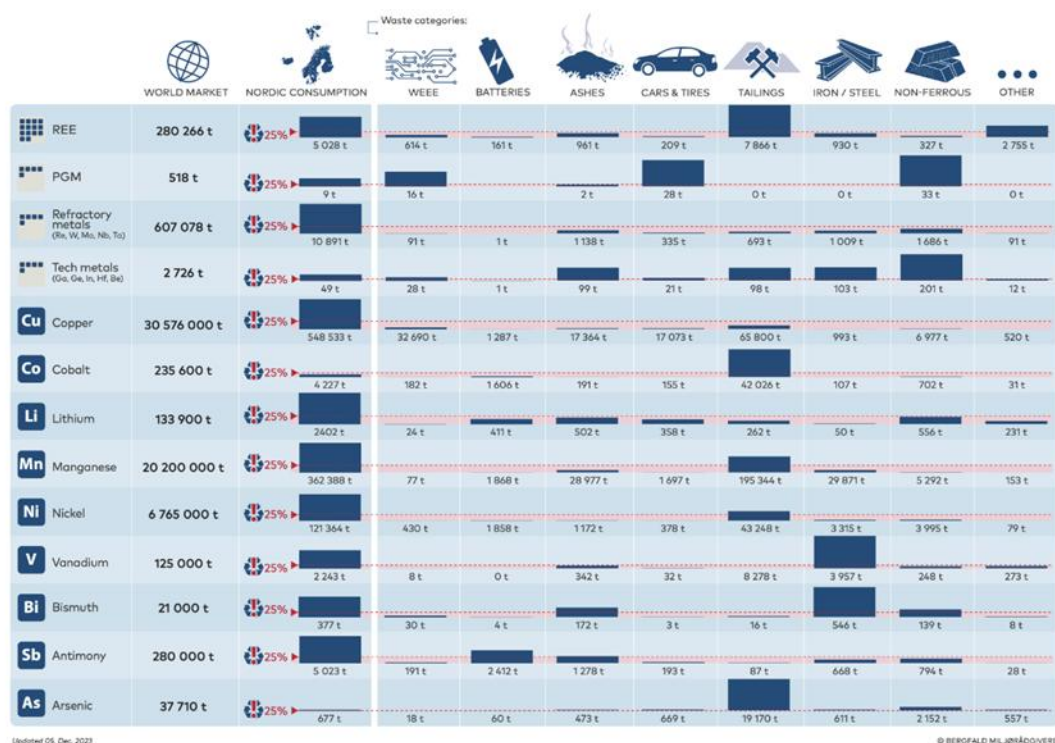 Waste categories:
WORLD MARKET NORDIC CONSUMPTION WEEE BATTERIES ASHES CARS & TIRES TAILINGS IRON / STEEL NON-FERROUS OTHER
REE 280 266 t 25% 5 028 t 614 t 161 t 961 t 209 t 7 866 t 930 t 327 t 2 755 t
PGM 518 t 25% 9 t 16 t 2 t 28 t 0 t 0 t 33 t 0 t
Refractory
metals
(Re, W, Mo, Nb, Ta) 607 078 t 25% 10 891 t 91 t 1 t 1 138 t 335 t 693 t 1 009 t 1 686 t 91 t
Tech metals
(Ga, Ge, In, Hf, Be) 2 726 t 25% 49 t 28 t 1 t 99 t 21 t 98 t 103 t 201 t 12 t
Cu Copper 30 576 000 t 25% 548 533 t 32 690 t 1 287 t 17 364 t 17 073 t 65 800 t 993 t 6 977 t 520 t
Co Cobalt 235 600 t 25% 4 227 t 182 t 1 606 t 191 t 155 t 42 026 t 107 t 702 t 31 t
Li Lithium 133 900 t 25% 2402 t 24 t 411 t 502 t 358 t 262 t 50 t 556 t 231 t
Mn Manganese 20 200 000 t 25% 362 388 t 77 t 1 868 t 28 977 t 1 697 t 195 344 t 29 871 t 5 292 t 153 t
Ni Nickel 6 765 000 t 25% 121 364 t 430 t 1 858 t 1 172 t 378 t 43 248 t 3 315 t 3 995 t 79 t
V Vanadium 125 000 t 25% 2 243 t 8 t 0 t 342 t 32 t 8 278 t 3 957 t 248 t 273 t
Bi Bismuth 21 000 t 25% 377 t 30 t 4 t 172 t 3 t 16 t 546 t 139 t 8 t
Sb Antimony 280 000 t 25% 5 023 t 191 t 2 412 t 1 278 t 193 t 87 t 668 t 794 t 28 t
As Arsenic 37 710 t 25% 677 t 18 t 60 t 473 t 669 t 19 170 t 611 t 2 152 t 557 t
Updated 05. Dec. 2023 © BERGFALD MILJØRÅDGIVERE